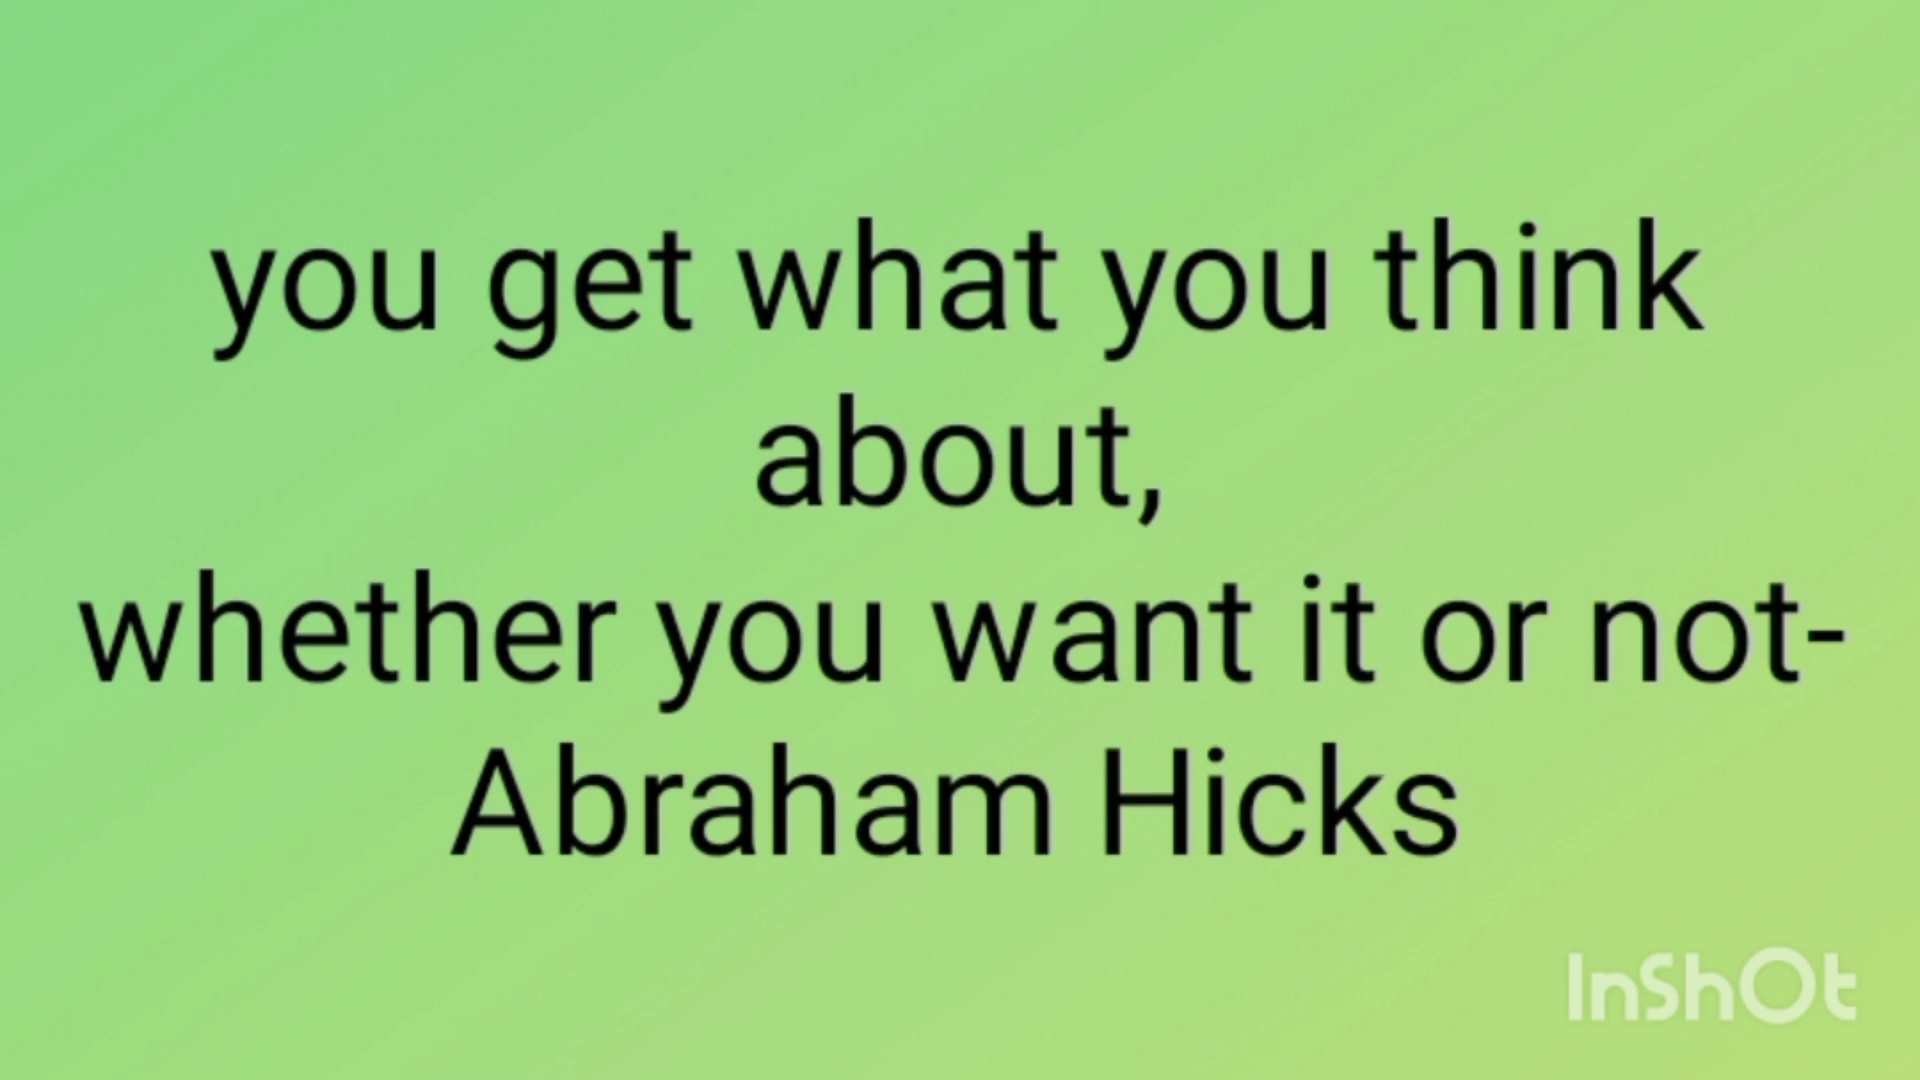 you get what you think
about,
whether you want it or not-
Abraham Hicks
InShOt